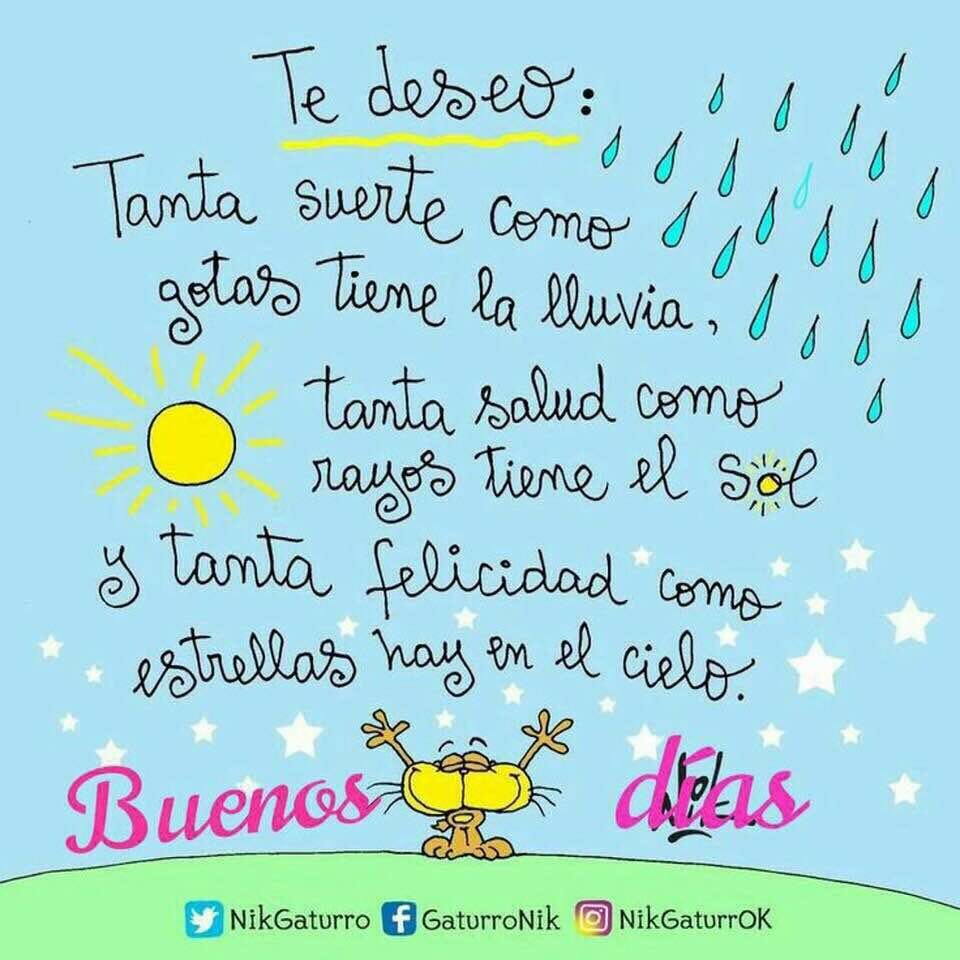 Te deseo:
Tanta suerte como
gotas tiene la lluvia,
tanta salud como
rayos tiene el sol
y tanta felicidad como
estrellas hay en el cielo.
Buenos días
NikGaturro GaturroNik NikGaturrOK